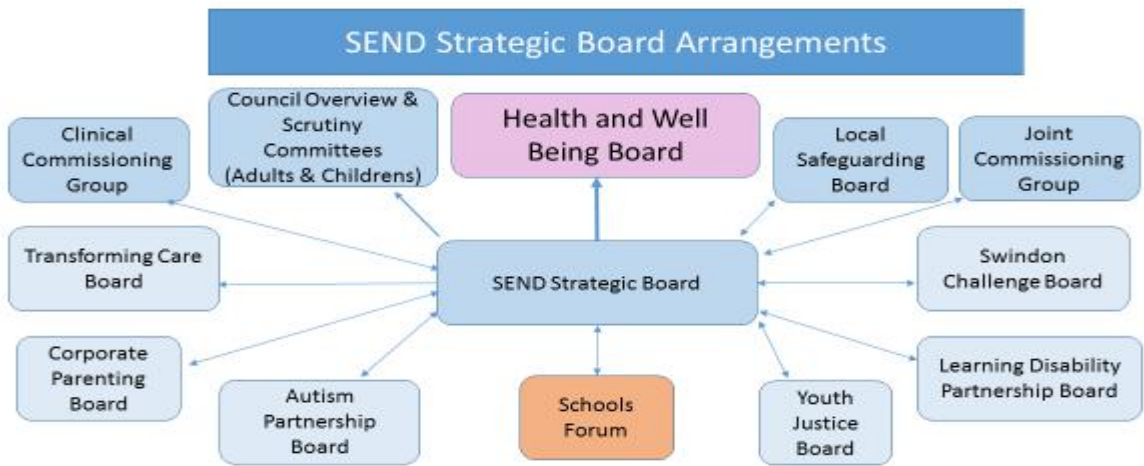 SEND Strategic Board Arrangements
Clinical
Commissioning
Group
Council Overview &
Scrutiny
Committees
(Adults & Childrens)
Health and Well
Being Board
Local
Safeguarding
Board
Joint
Commissioning
Group
Transforming Care
Board
SEND Strategic Board
Swindon
Challenge Board
Corporate
Parenting
Board
Autism
Partnership
Board
Schools
Forum
Youth
Justice
Board
Learning Disability
Partnership Board